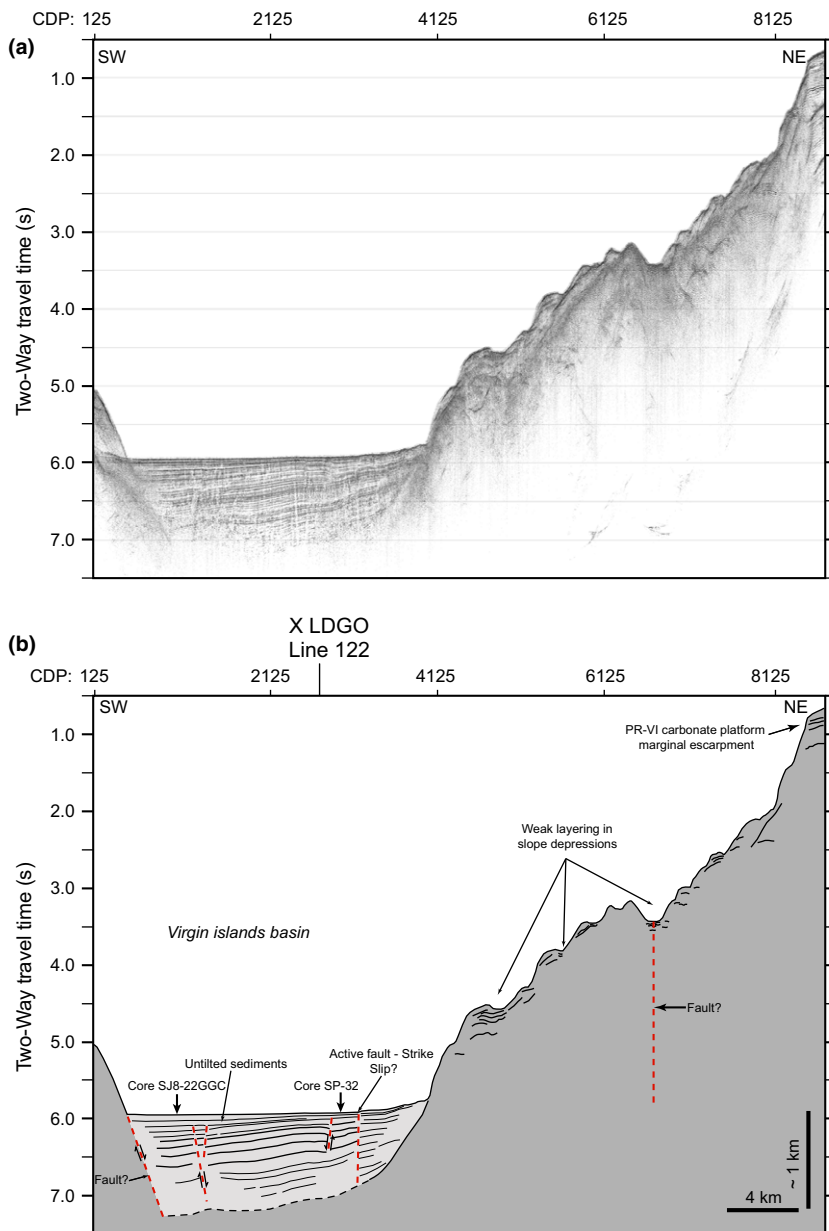 CDP: 125 2125 4125 6125 8125
(a)
SW NE
1.0
2.0
3.0
4.0
5.0
6.0
7.0
Two-Way travel time (s)
X LDGO
Line 122
(b)
CDP: 125 2125 4125 6125 8125
SW NE
PR-VI carbonate platform
marginal escarpment
1.0
2.0
3.0
4.0
5.0
6.0
7.0
Two-Way travel time (s)
Weak layering in
slope depressions
Virgin islands basin
Fault?
Untilted sediments
Active fault - Strike
Slip?
Core SJ8-22GGC
Core SP-32
Fault?
4 km
~ 1 km